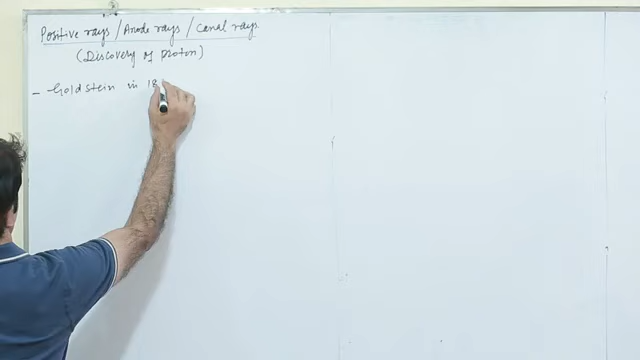 Positive rays / Anode rays / Canal rays
(Discovery of proton)
- Goldstein in 18